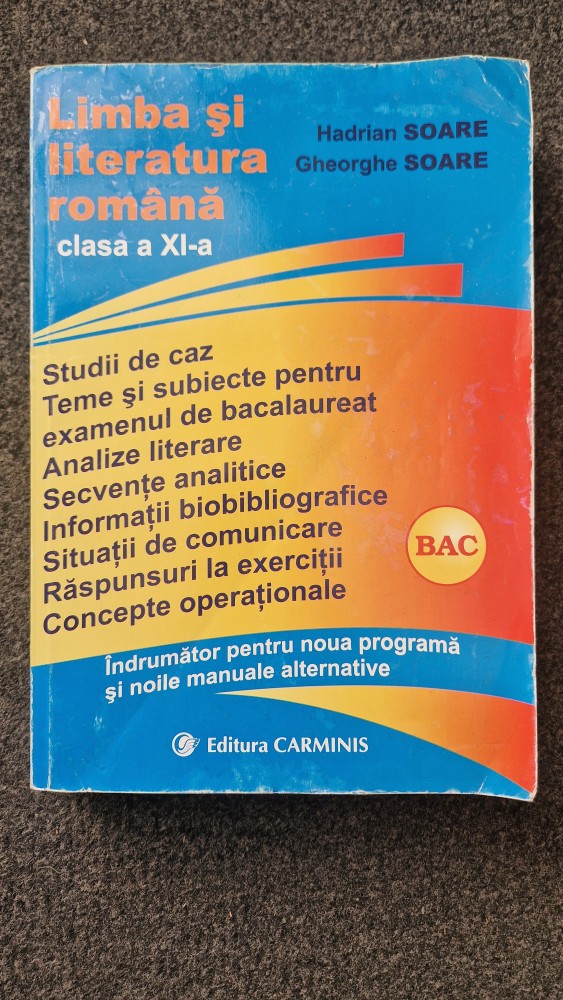 Limba şi
literatura
română
clasa a XI-a
Hadrian SOARE
Gheorghe SOARE
Studii de caz
Teme şi subiecte pentru
examenul de bacalaureat
Analize literare
Secvenţe analitice
Informaţii biobibliografice
Situaţii de comunicare
Răspunsuri la exerciţii
Concepte operaţionale
BAC
Îndrumător pentru noua programă
şi noile manuale alternative
Editura CARMINIS